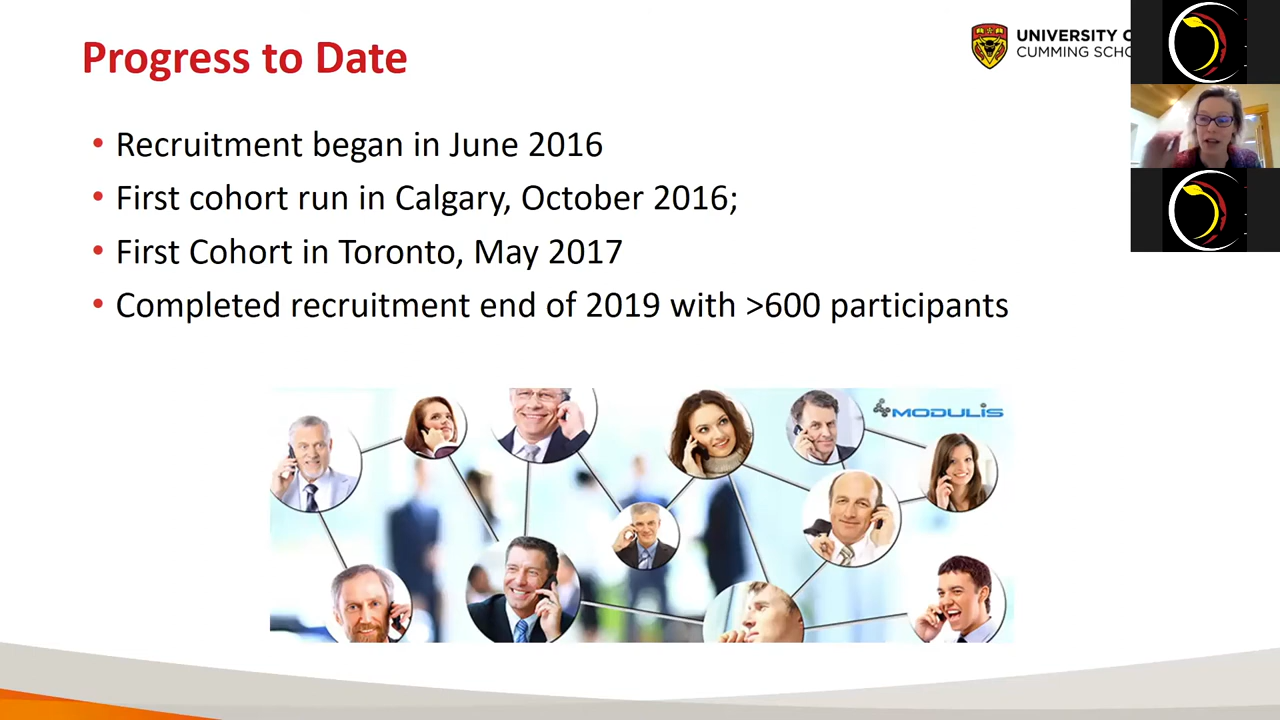 Progress to Date
UNIVERSITY O
CUMMING SCHO
• Recruitment began in June 2016
• First cohort run in Calgary, October 2016;
• First Cohort in Toronto, May 2017
• Completed recruitment end of 2019 with >600 participants
MODULIS